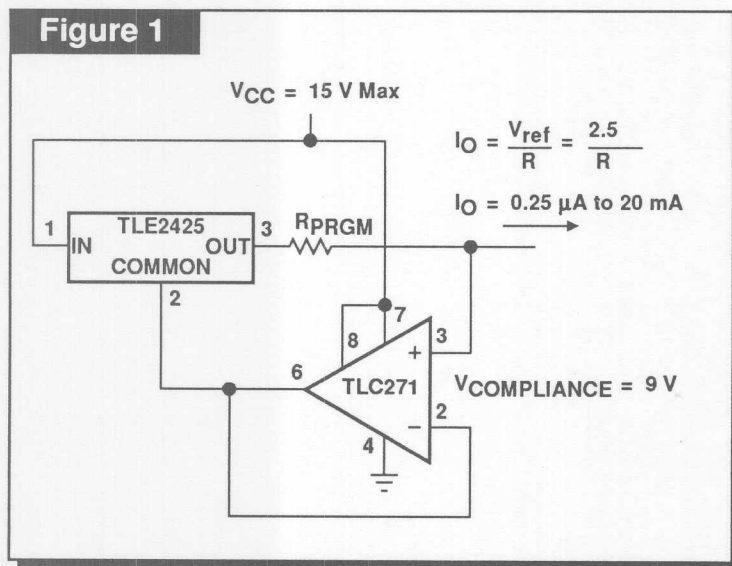 Figure 1
VCC = 15 V Max
IO = Vref / R = 2.5 / R
IO = 0.25 µA to 20 mA
1
IN
TLE2425
OUT
COMMON
3
RPRGM
2
7
8
3
+
6
TLC271
VCOMPLIANCE = 9 V
2
–
4